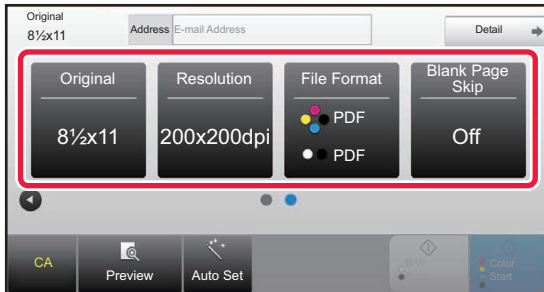 Original
8½x11
Address E-mail Address
Detail
Original
8½x11
Resolution
200x200dpi
File Format
PDF
PDF
Blank Page
Skip
Off
CA
Preview
Auto Set
B/W
Start
Color
Start